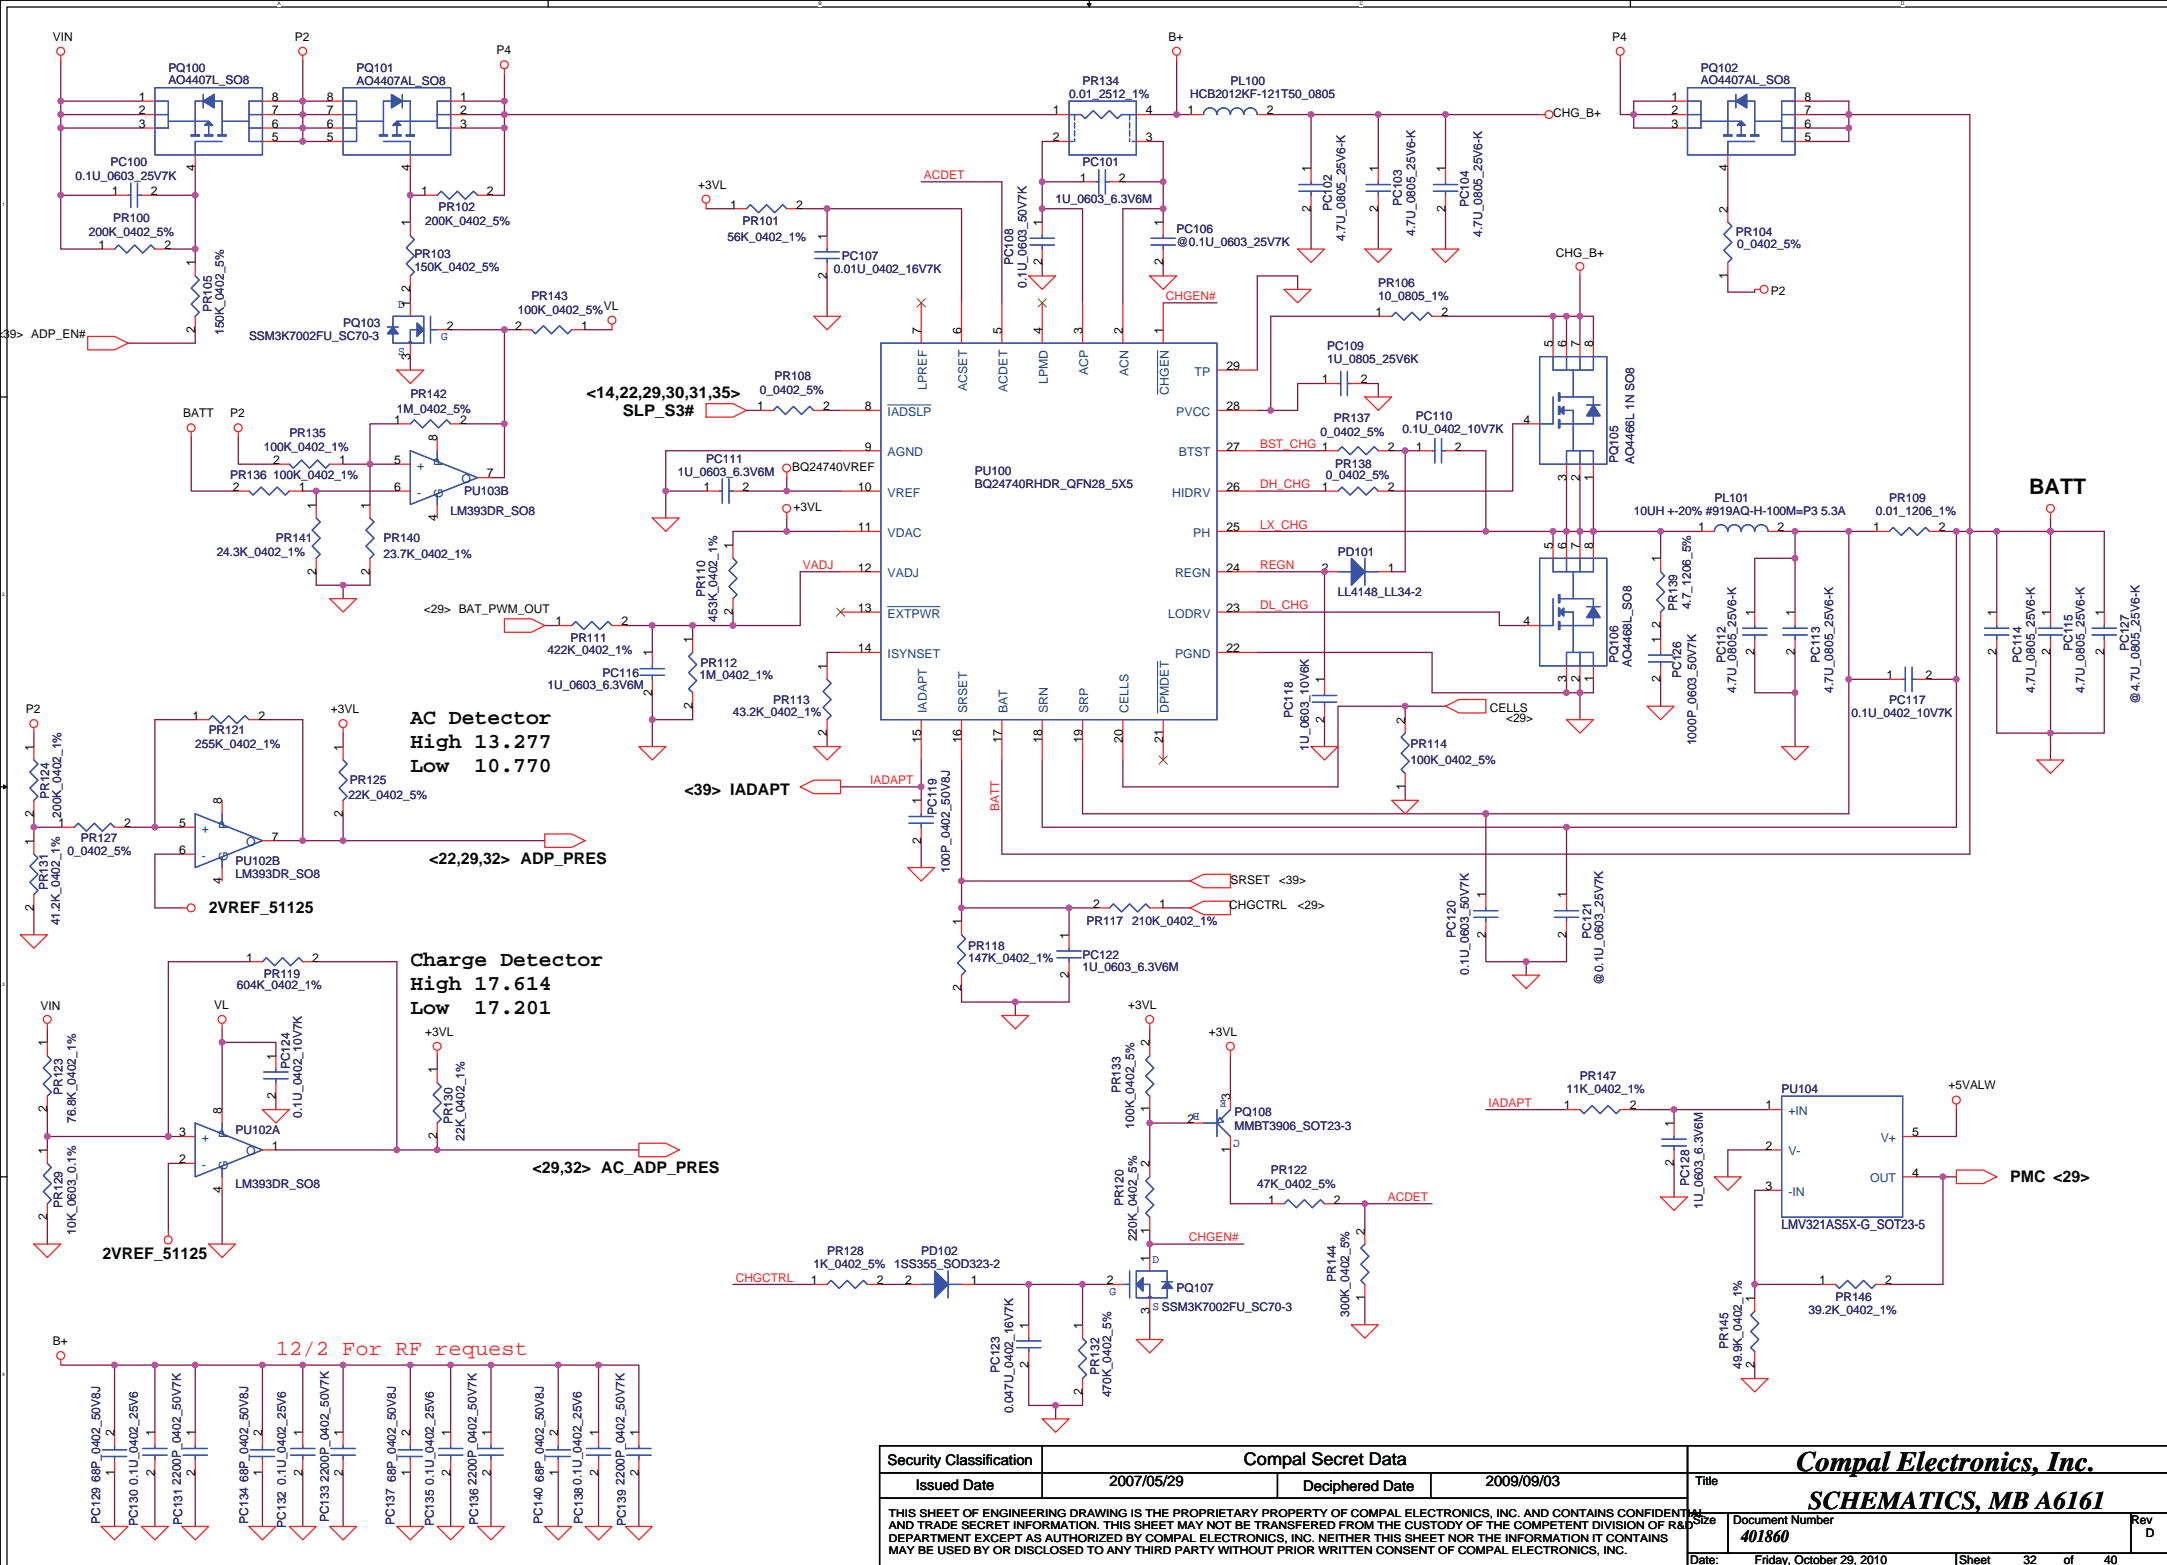 VIN
P2
P4
B+
P4
PQ100
AO4407L_SO8
PQ101
AO4407AL_SO8
PR134
0.01_2512_1%
PL100
HCB2012KF-121T50_0805
CHG_B+
PQ102
AO4407AL_SO8
PC100
0.1U_0603_25V7K
PR100
200K_0402_5%
PR102
200K_0402_5%
PR103
150K_0402_5%
PR105
150K_0402_5%
<39> ADP_EN#
PQ103
SSM3K7002FU_SC70-3
PR143
100K_0402_5%
VL
+3VL
PR101
56K_0402_1%
ACDET
PC107
0.01U_0402_16V7K
PC108
0.1U_0603_50V7K
PC101
1U_0603_6.3V6M
PC106
@0.1U_0603_25V7K
CHGEN#
PC102
4.7U_0805_25V6-K
PC103
4.7U_0805_25V6-K
PC104
4.7U_0805_25V6-K
PR104
0_0402_5%
P2
CHG_B+
PR106
10_0805_1%
PC109
1U_0805_25V6K
PR137
0_0402_5%
PC110
0.1U_0402_10V7K
PR138
0_0402_5%
PQ105
AO4466L 1N SO8
<14,22,29,30,31,35>
SLP_S3#
PR108
0_0402_5%
BATT
P2
PR142
1M_0402_5%
PR135
100K_0402_1%
PR136 100K_0402_1%
PU103B
LM393DR_SO8
PR141
24.3K_0402_1%
PR140
23.7K_0402_1%
PC111
1U_0603_6.3V6M
BQ24740VREF
+3VL
PU100
BQ24740RHDR_QFN28_5X5
LPREF
ACSET
ACDET
LPMD
ACP
ACN
CHGEN
IADSLP
AGND
VREF
VDAC
VADJ
EXTPWR
ISYNSET
IADAPT
SRSET
BAT
SRN
SRP
CELLS
DPMDET
TP
PVCC
BTST
HIDRV
PH
REGN
LODRV
PGND
BST_CHG
DH_CHG
LX_CHG
REGN
DL_CHG
PD101
LL4148_LL34-2
PL101
10UH +-20% #919AQ-H-100M=P3 5.3A
PR109
0.01_1206_1%
BATT
PQ106
AO4468L_SO8
PR139
4.7_1206_5%
PC126
1000P_0603_50V7K
PC112
4.7U_0805_25V6-K
PC113
4.7U_0805_25V6-K
PC114
4.7U_0805_25V6-K
PC115
4.7U_0805_25V6-K
PC127
@4.7U_0805_25V6-K
PC117
0.1U_0402_10V7K
PC118
1U_0603_10V6K
VADJ
PR110
453K_0402_1%
<29> BAT_PWM_OUT
PR111
422K_0402_1%
PC116
1U_0603_6.3V6M
PR112
1M_0402_1%
PR113
43.2K_0402_1%
CELLS
<29>
PR114
100K_0402_5%
P2
PR121
255K_0402_1%
+3VL
AC Detector
High 13.277
Low 10.770
PR124
200K_0402_1%
PR125
22K_0402_5%
PR127
0_0402_5%
PR131
41.2K_0402_1%
PU102B
LM393DR_SO8
<22,29,32> ADP_PRES
2VREF_51125
<39> IADAPT
IADAPT
PC119
100P_0402_50V8J
BATT
SRSET <39>
CHGCTRL <29>
PR117 210K_0402_1%
PR118
147K_0402_1%
PC122
1U_0603_6.3V6M
PC120
0.1U_0603_50V7K
PC121
@0.1U_0603_25V7K
PR119
604K_0402_1%
Charge Detector
High 17.614
Low 17.201
VIN
VL
+3VL
PR123
76.8K_0402_1%
PC124
0.1U_0402_10V7K
PR130
22K_0402_1%
PR129
10K_0603_0.1%
PU102A
LM393DR_SO8
<29,32> AC_ADP_PRES
2VREF_51125
+3VL
+3VL
PR133
100K_0402_5%
PQ108
MMBT3906_SOT23-3
PR120
220K_0402_5%
PR122
47K_0402_5%
ACDET
CHGEN#
PR144
300K_0402_5%
CHGCTRL
PR128
1K_0402_5%
PD102
1SS355_SOD323-2
PQ107
SSM3K7002FU_SC70-3
PC123
0.047U_0402_16V7K
PR132
470K_0402_5%
IADAPT
PR147
11K_0402_1%
PC128
1U_0603_6.3V6M
PU104
+IN
V-
-IN
V+
OUT
LMV321AS5X-G_SOT23-5
+5VALW
PMC <29>
PR146
39.2K_0402_1%
PR145
49.9K_0402_1%
B+
12/2 For RF request
PC129 68P_0402_50V8J
PC130 0.1U_0402_25V6
PC131 2200P_0402_50V7K
PC134 68P_0402_50V8J
PC132 0.1U_0402_25V6
PC133 2200P_0402_50V7K
PC137 68P_0402_50V8J
PC135 0.1U_0402_25V6
PC136 2200P_0402_50V7K
PC140 68P_0402_50V8J
PC138 0.1U_0402_25V6
PC139 2200P_0402_50V7K
Security Classification
Compal Secret Data
Issued Date
2007/05/29
Deciphered Date
2009/09/03
THIS SHEET OF ENGINEERING DRAWING IS THE PROPRIETARY PROPERTY OF COMPAL ELECTRONICS, INC. AND CONTAINS CONFIDENTIAL
AND TRADE SECRET INFORMATION. THIS SHEET MAY NOT BE TRANSFERED FROM THE CUSTODY OF THE COMPETENT DIVISION OF R&D
DEPARTMENT EXCEPT AS AUTHORIZED BY COMPAL ELECTRONICS, INC. NEITHER THIS SHEET NOR THE INFORMATION IT CONTAINS
MAY BE USED BY OR DISCLOSED TO ANY THIRD PARTY WITHOUT PRIOR WRITTEN CONSENT OF COMPAL ELECTRONICS, INC.
Compal Electronics, Inc.
Title
SCHEMATICS, MB A6161
Size
Document Number
401860
Rev
D
Date: Friday, October 29, 2010
Sheet 32 of 40